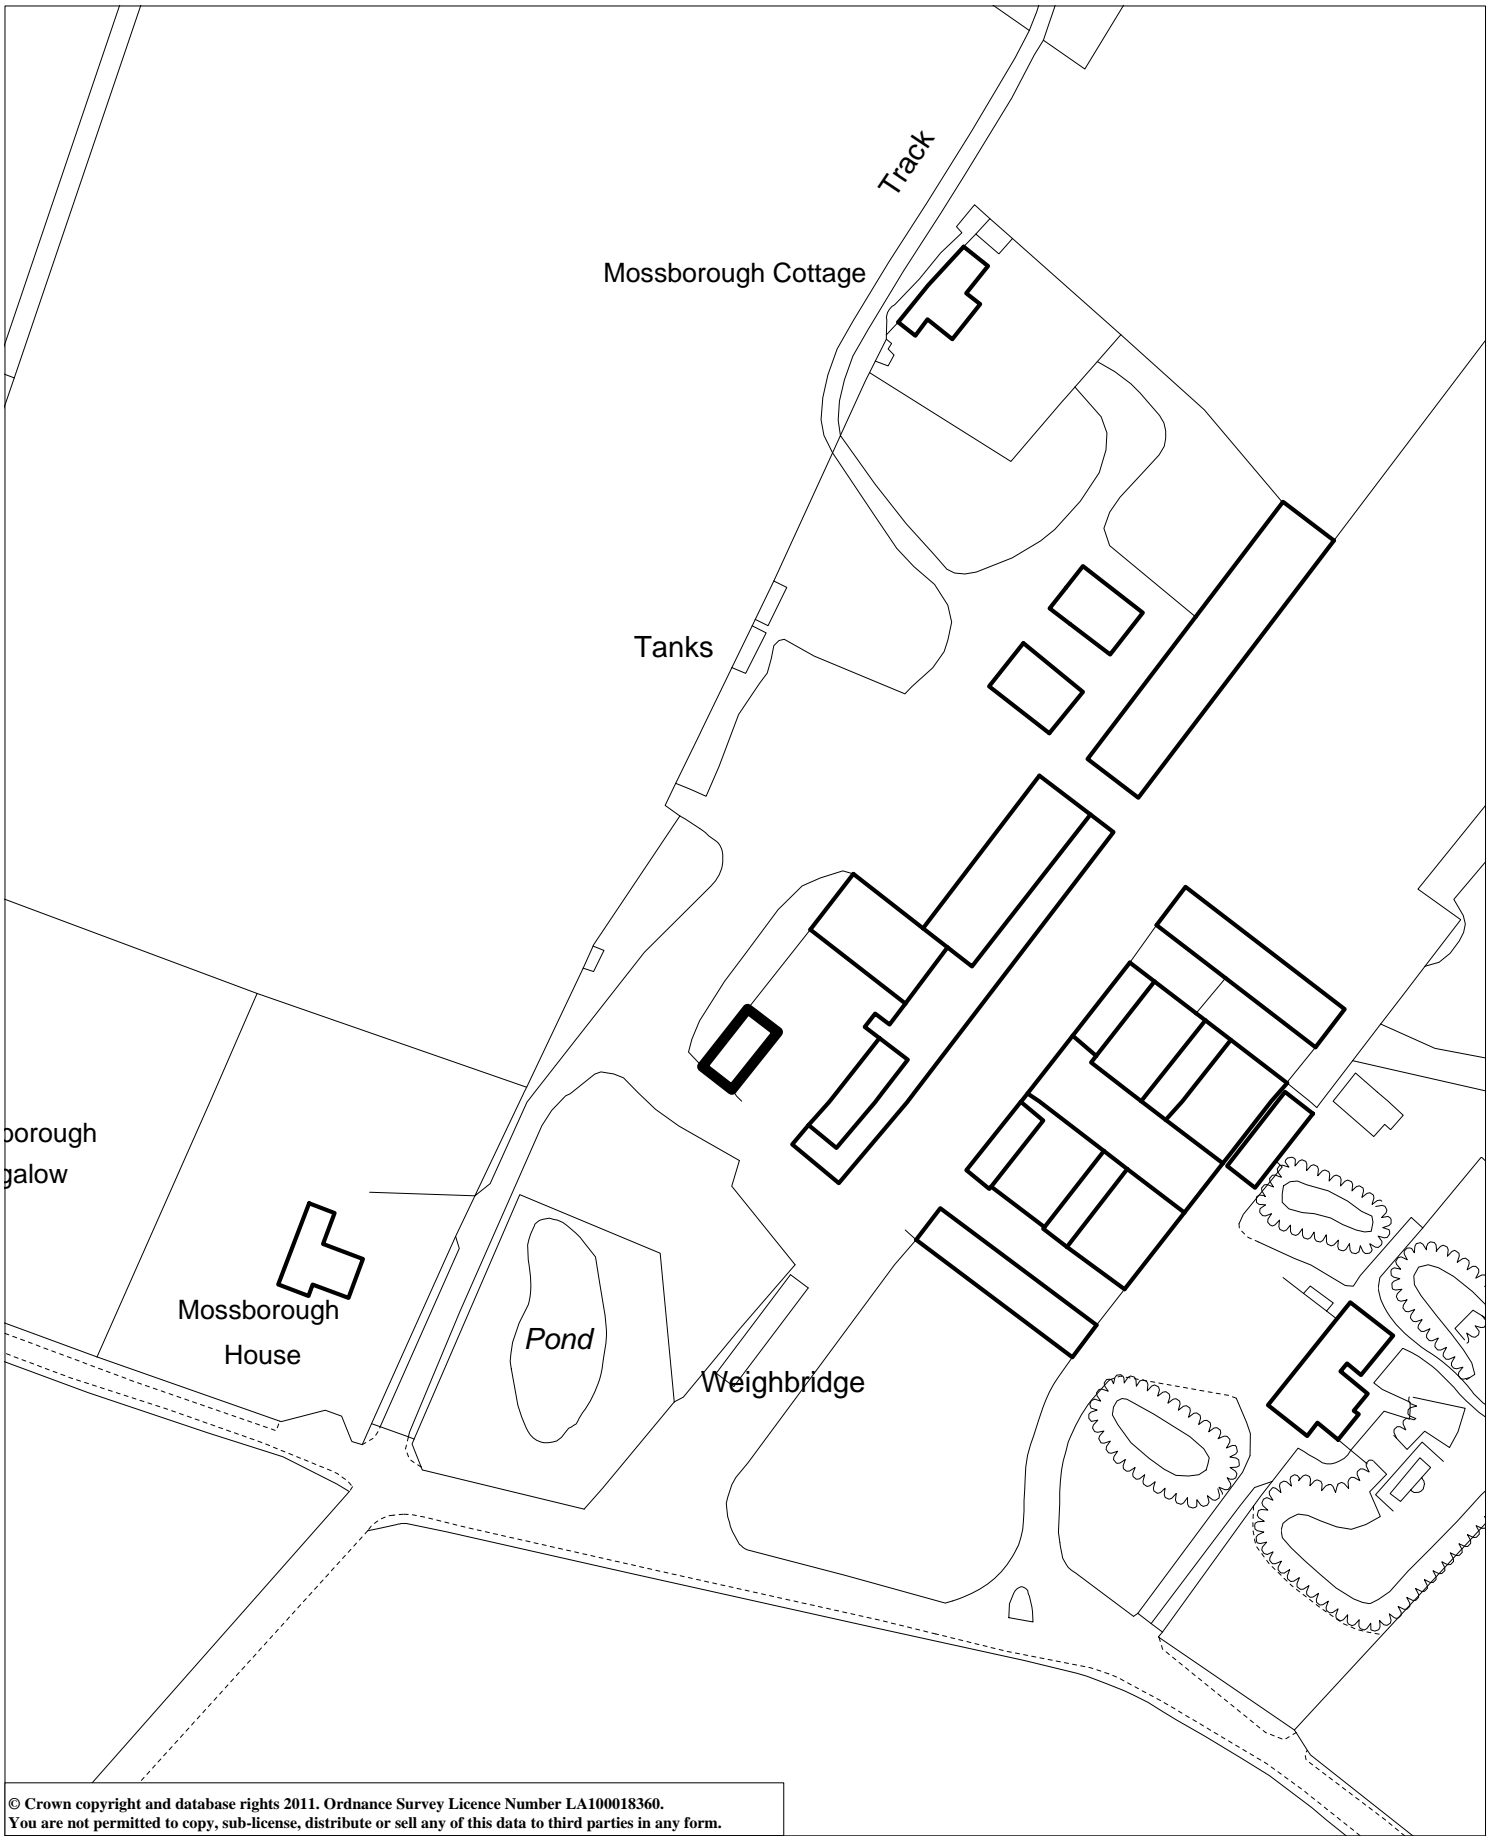 Track
Mossborough Cottage
Tanks
borough
galow
Mossborough
House
Pond
Weighbridge
© Crown copyright and database rights 2011. Ordnance Survey Licence Number LA100018360.
You are not permitted to copy, sub-license, distribute or sell any of this data to third parties in any form.